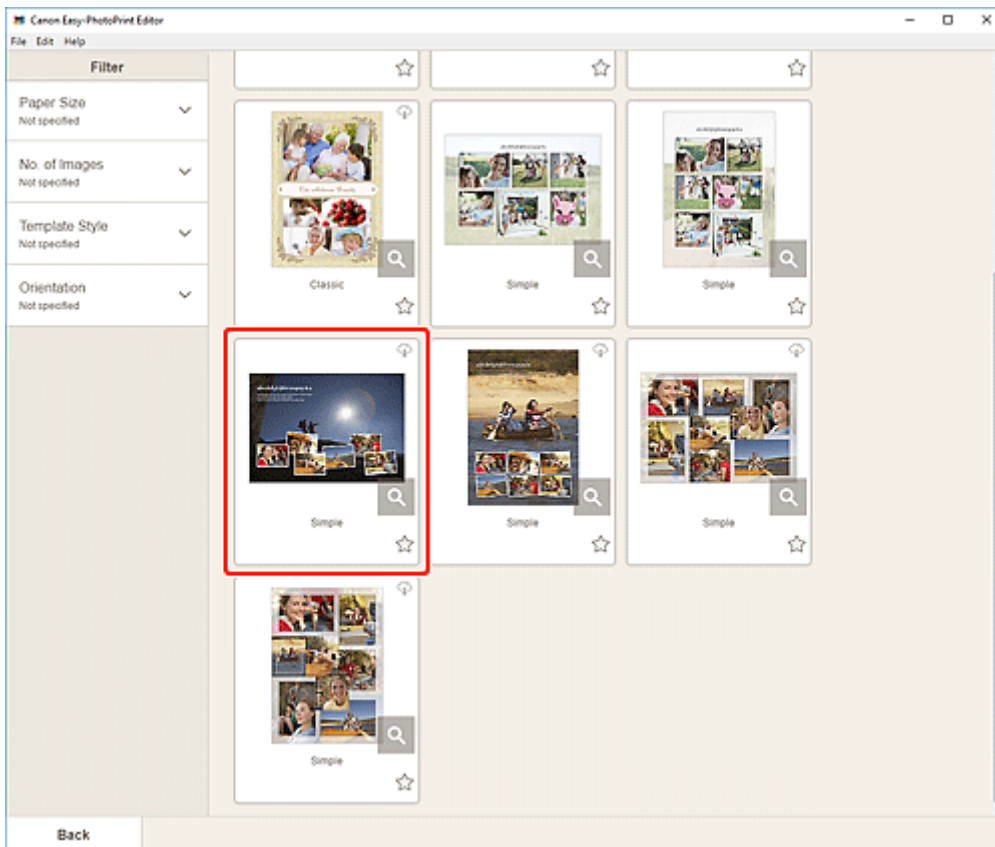 Canon Easy-PhotoPrint Editor
File Edit Help
Filter
Paper Size
Not specified
No. of Images
Not specified
Template Style
Not specified
Orientation
Not specified
Classic
Simple
Simple
Simple
Simple
Simple
Simple
Back